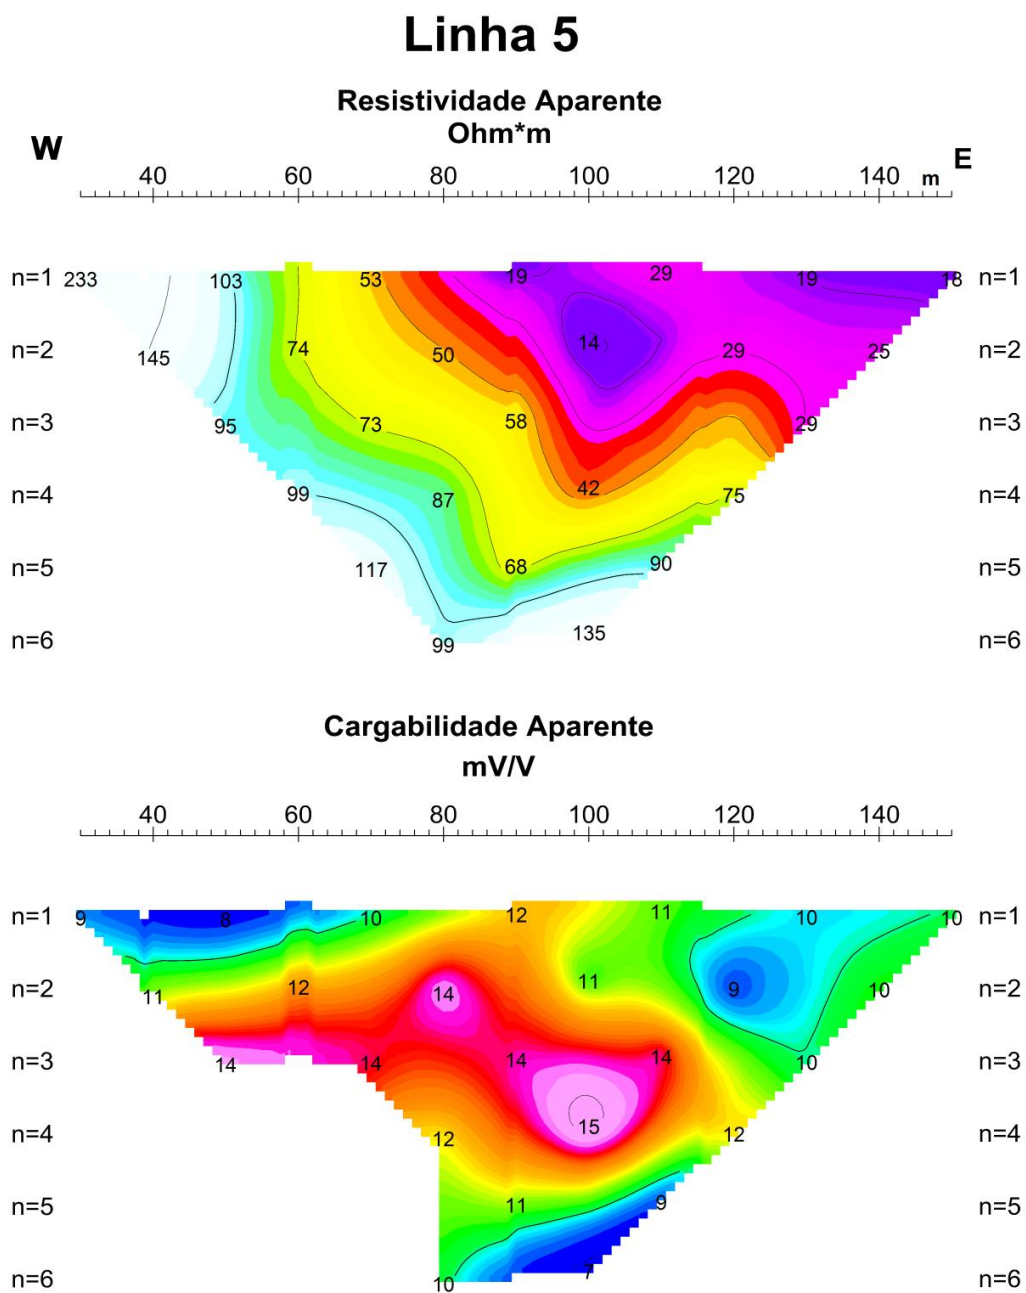 Linha 5
Resistividade Aparente
Ohm*m
W E
40 60 80 100 120 140 m
n=1 233 103 53 19 29 19 18 n=1
n=2 145 74 50 14 29 25 n=2
n=3 95 73 58 29 n=3
n=4 99 87 42 75 n=4
n=5 117 68 90 n=5
n=6 99 135 n=6
Cargabilidade Aparente
mV/V
40 60 80 100 120 140
n=1 9 8 10 12 11 10 10 n=1
n=2 11 12 14 11 9 10 n=2
n=3 14 14 14 14 10 n=3
n=4 12 15 12 n=4
n=5 11 9 n=5
n=6 10 7 n=6